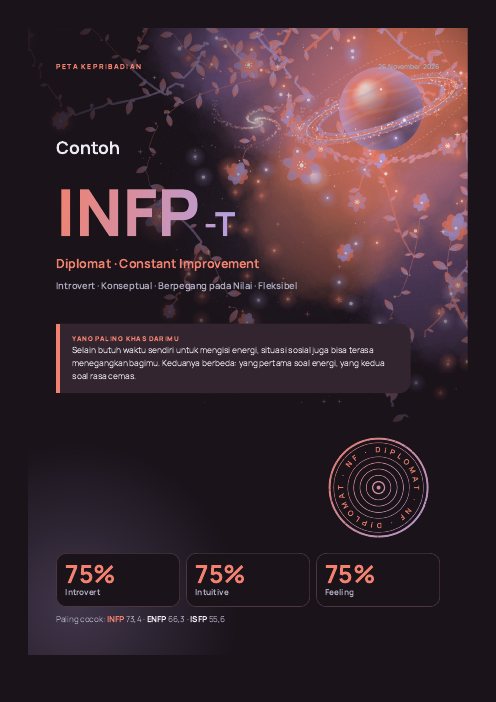 PETA KEPRIBADIAN
26 November 2026
Contoh
INFP -T
Diplomat · Constant Improvement
Introvert · Konseptual · Berpegang pada Nilai · Fleksibel
YANG PALING KHAS DARIMU
Selain butuh waktu sendiri untuk mengisi energi, situasi sosial juga bisa terasa
menegangkan bagimu. Keduanya berbeda: yang pertama soal energi, yang kedua
soal rasa cemas.
NF · DIPLOMAT · NF · DIPLOMAT ·
75% 75% 75%
Introvert Intuitive Feeling
Paling cocok: INFP 73,4 · ENFP 66,3 · ISFP 55,6